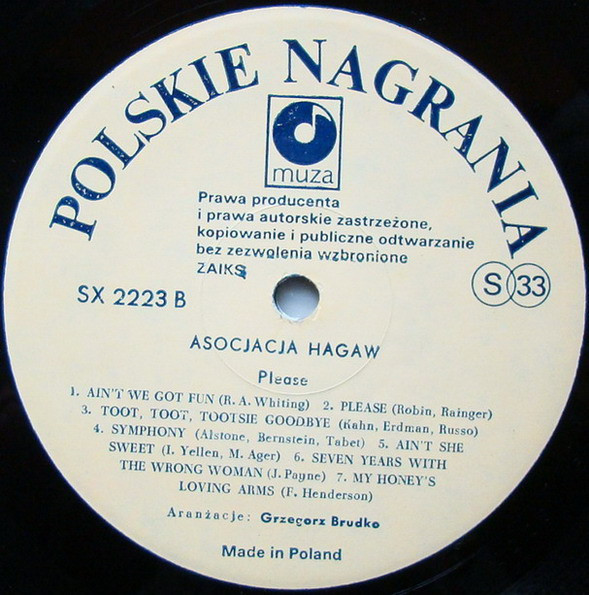 POLSKIE NAGRANIA
muza
Prawa producenta
i prawa autorskie zastrzeżone,
kopiowanie i publiczne odtwarzanie
bez zezwolenia wzbronione
ZAIKS
SX 2223 B
S 33
ASOCJACJA HAGAW
Please
1. AIN'T WE GOT FUN (R. A. Whiting) 2. PLEASE (Robin, Rainger)
3. TOOT, TOOT, TOOTSIE GOODBYE (Kahn, Erdman, Russo)
4. SYMPHONY (Alstone, Bernstein, Tabet) 5. AIN'T SHE
SWEET (I. Yellen, M. Ager) 6. SEVEN YEARS WITH
THE WRONG WOMAN (J. Payne) 7. MY HONEY'S
LOVING ARMS (F. Henderson)
Aranżacje: Grzegorz Brudko
Made in Poland